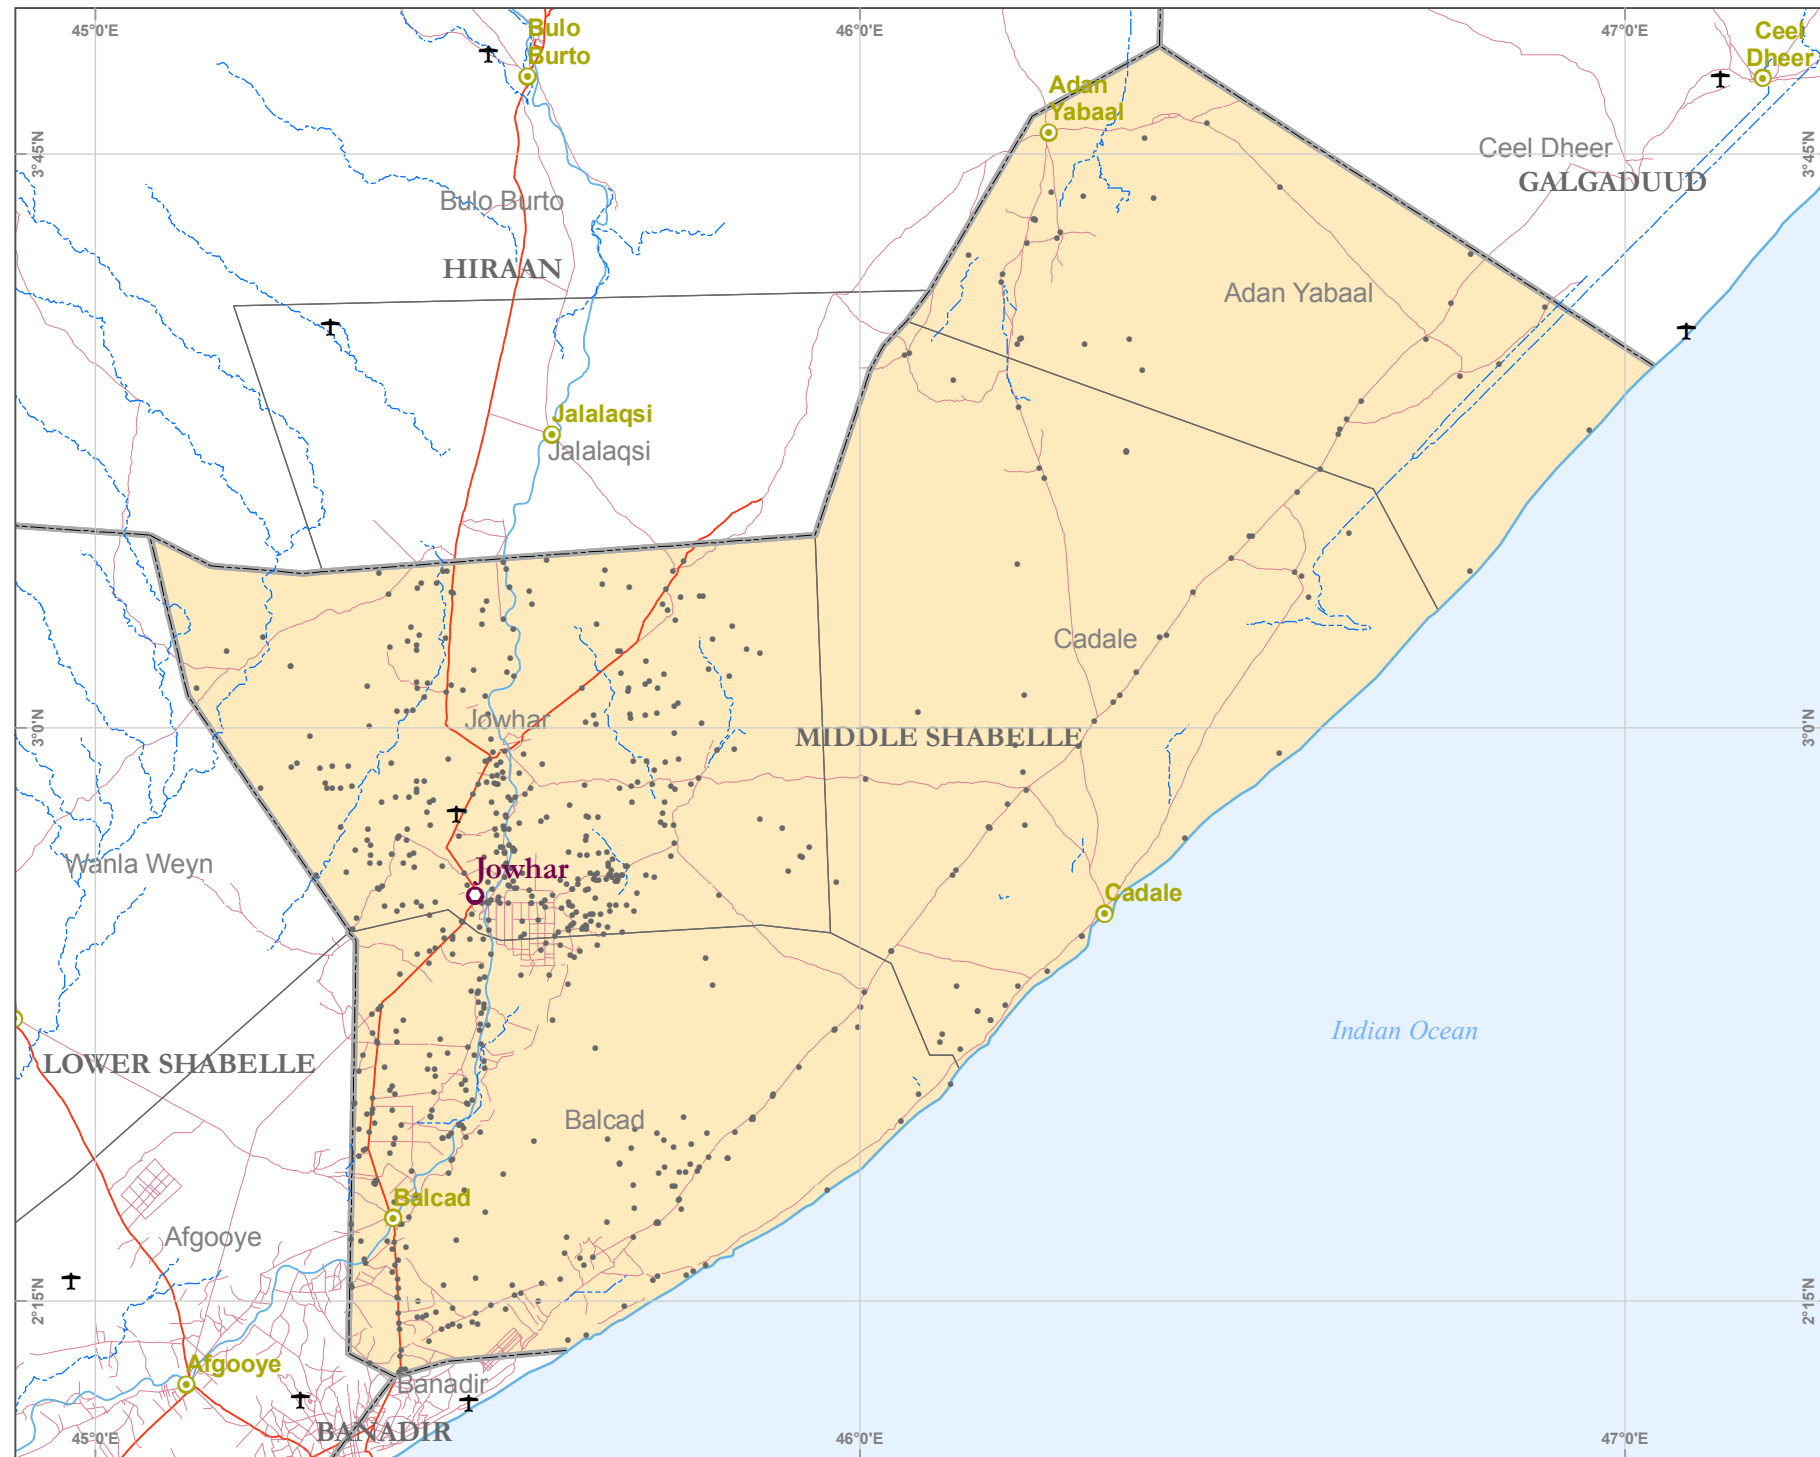 45°0'E
46°0'E
47°0'E
Bulo
Burto
Ceel
Dheer
Adan
Yabaal
3°45'N
3°45'N
Ceel Dheer
GALGADUUD
Bulo Burto
HIRAAN
Adan Yabaal
Jalalaqsi
Jalalaqsi
Cadale
Jowhar
3°0'N
MIDDLE SHABELLE
3°0'N
Wanla Weyn
Jowhar
Cadale
Indian Ocean
LOWER SHABELLE
Balcad
Balcad
Afgooye
2°15'N
2°15'N
Afgooye
Banadir
BANADIR
45°0'E
46°0'E
47°0'E